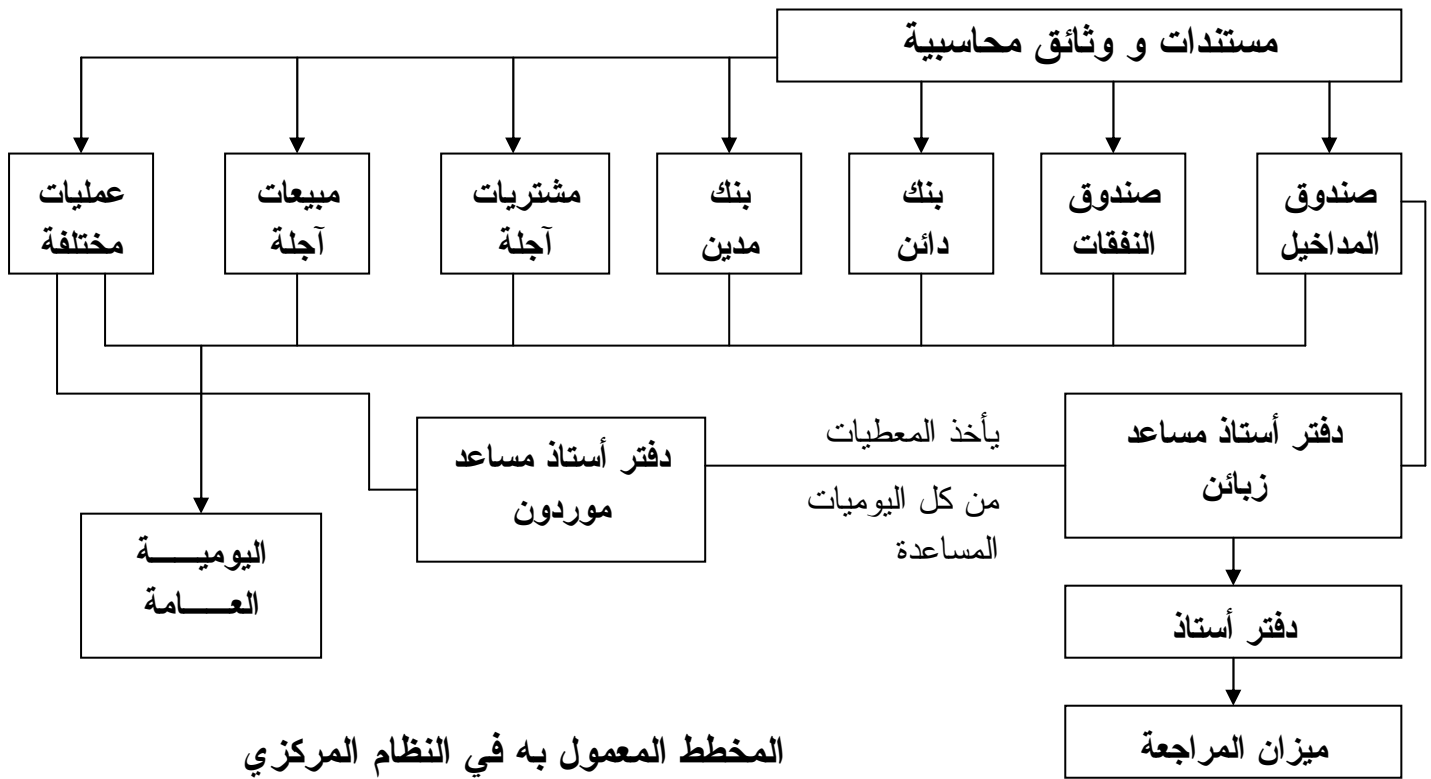 مستندات و وثائق محاسبية
صندوق
المداخيل
صندوق
النفقات
بنك
دائن
بنك
مدين
مشتريات
آجلة
مبيعات
آجلة
عمليات
مختلفة
دفتر أستاذ مساعد
زبائن
يأخذ المعطيات
من كل اليوميات
المساعدة
دفتر أستاذ مساعد
موردون
اليوميـــــــة
العـــــــامة
دفتر أستاذ
ميزان المراجعة
المخطط المعمول به في النظام المركزي